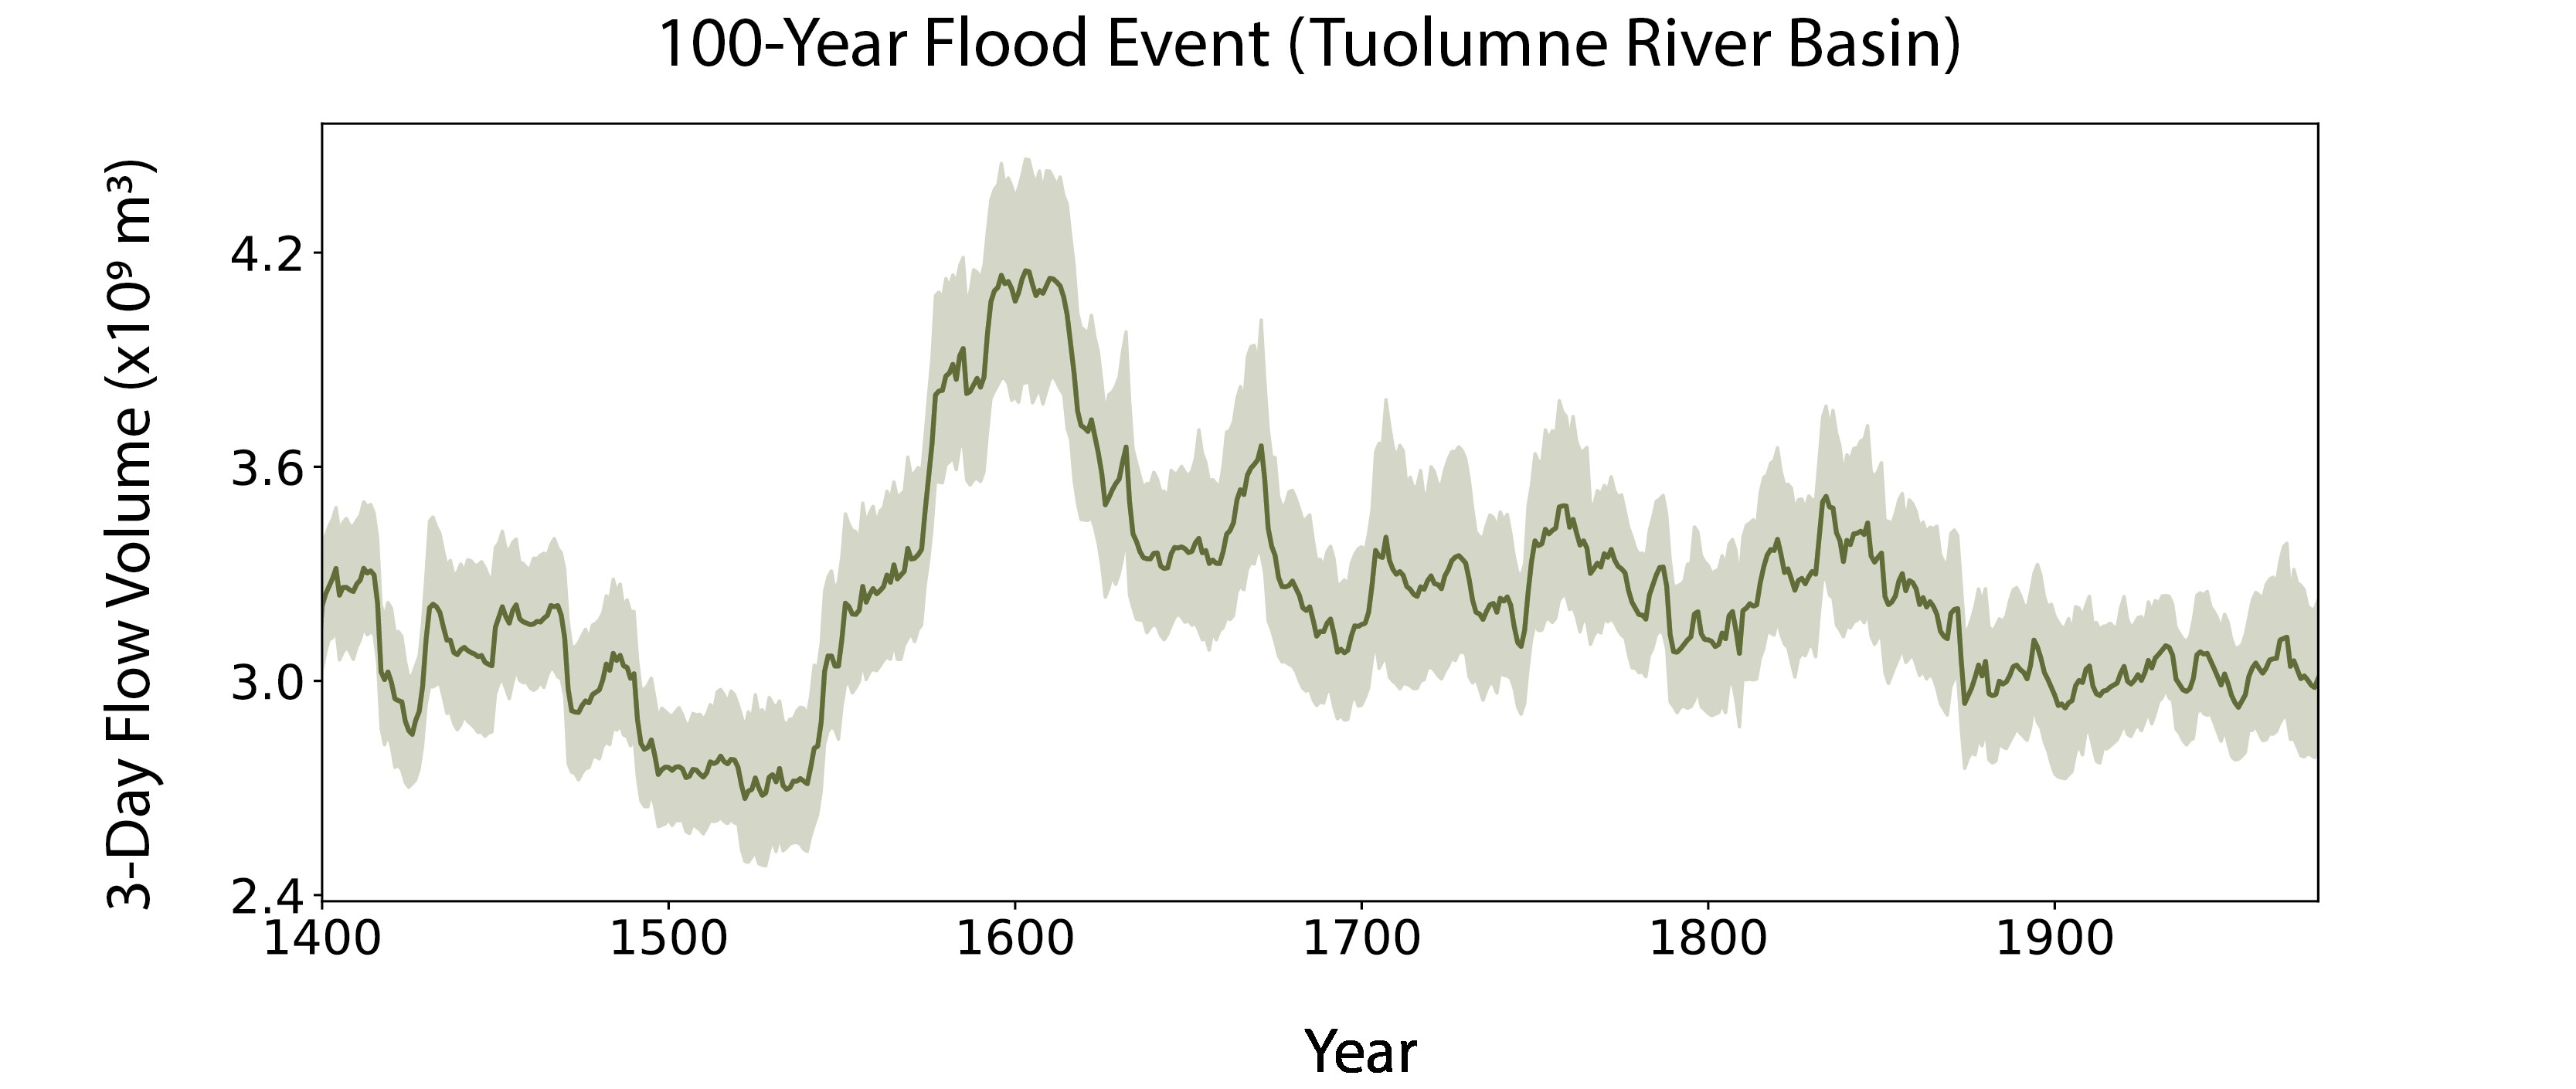 100-Year Flood Event (Tuolumne River Basin)
3-Day Flow Volume (x10⁹ m³)
4.2
3.6
3.0
2.4
1400 1500 1600 1700 1800 1900
Year